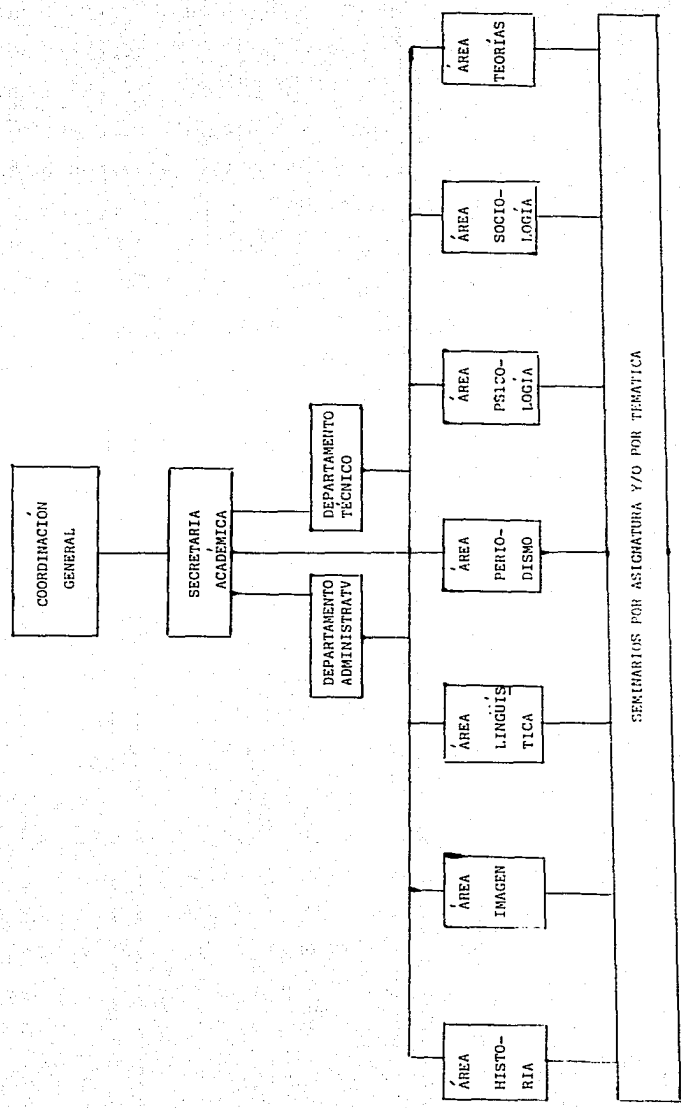 COORDINACIÓN
GENERAL
SECRETARIA
ACADÉMICA
DEPARTAMENTO
ADMINISTRATV
DEPARTAMENTO
TÉCNICO
ÁREA
HISTO-
RIA
ÁREA
IMAGEN
ÁREA
LINGÜÍS
TICA
ÁREA
PERIO-
DISMO
ÁREA
PSICO-
LOGÍA
ÁREA
SOCIO-
LOGÍA
ÁREA
TEORÍAS
SEMINARIOS POR ASIGNATURA Y/O POR TEMATICA